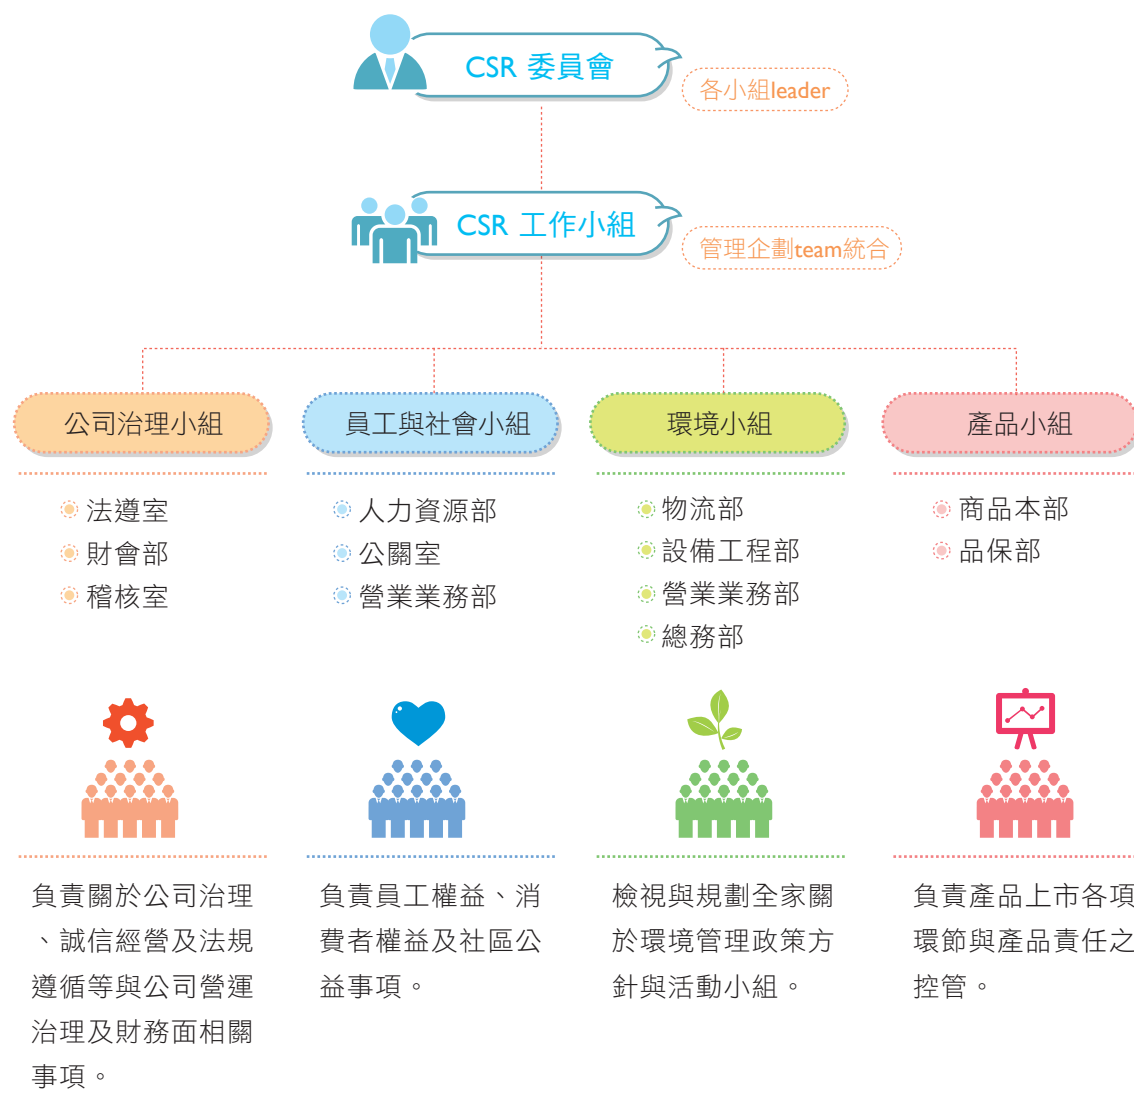 CSR 委員會
各小組leader
CSR 工作小組
管理企劃team統合
公司治理小組
法遵室
財會部
稽核室
負責關於公司治理
、誠信經營及法規
遵循等與公司營運
治理及財務面相關
事項。
員工與社會小組
人力資源部
公關室
營業業務部
負責員工權益、消
費者權益及社區公
益事項。
環境小組
物流部
設備工程部
營業業務部
總務部
檢視與規劃全家關
於環境管理政策方
針與活動小組。
產品小組
商品本部
品保部
負責產品上市各項
環節與產品責任之
控管。